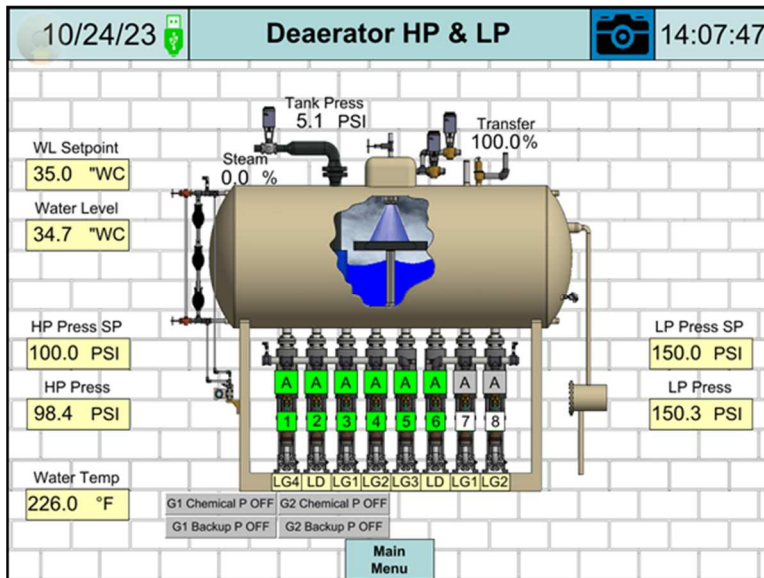 10/24/23 Deaerator HP & LP 14:07:47
Tank Press
5.1 PSI
Transfer
100.0%
Steam
0.0 %
WL Setpoint
35.0 "WC
Water Level
34.7 "WC
HP Press SP
100.0 PSI
HP Press
98.4 PSI
Water Temp
226.0 °F
LP Press SP
150.0 PSI
LP Press
150.3 PSI
A A A A A A A A
1 2 3 4 5 6 7 8
LG4 LD LG1 LG2 LG3 LD LG1 LG2
G1 Chemical P OFF G2 Chemical P OFF
G1 Backup P OFF G2 Backup P OFF
Main
Menu